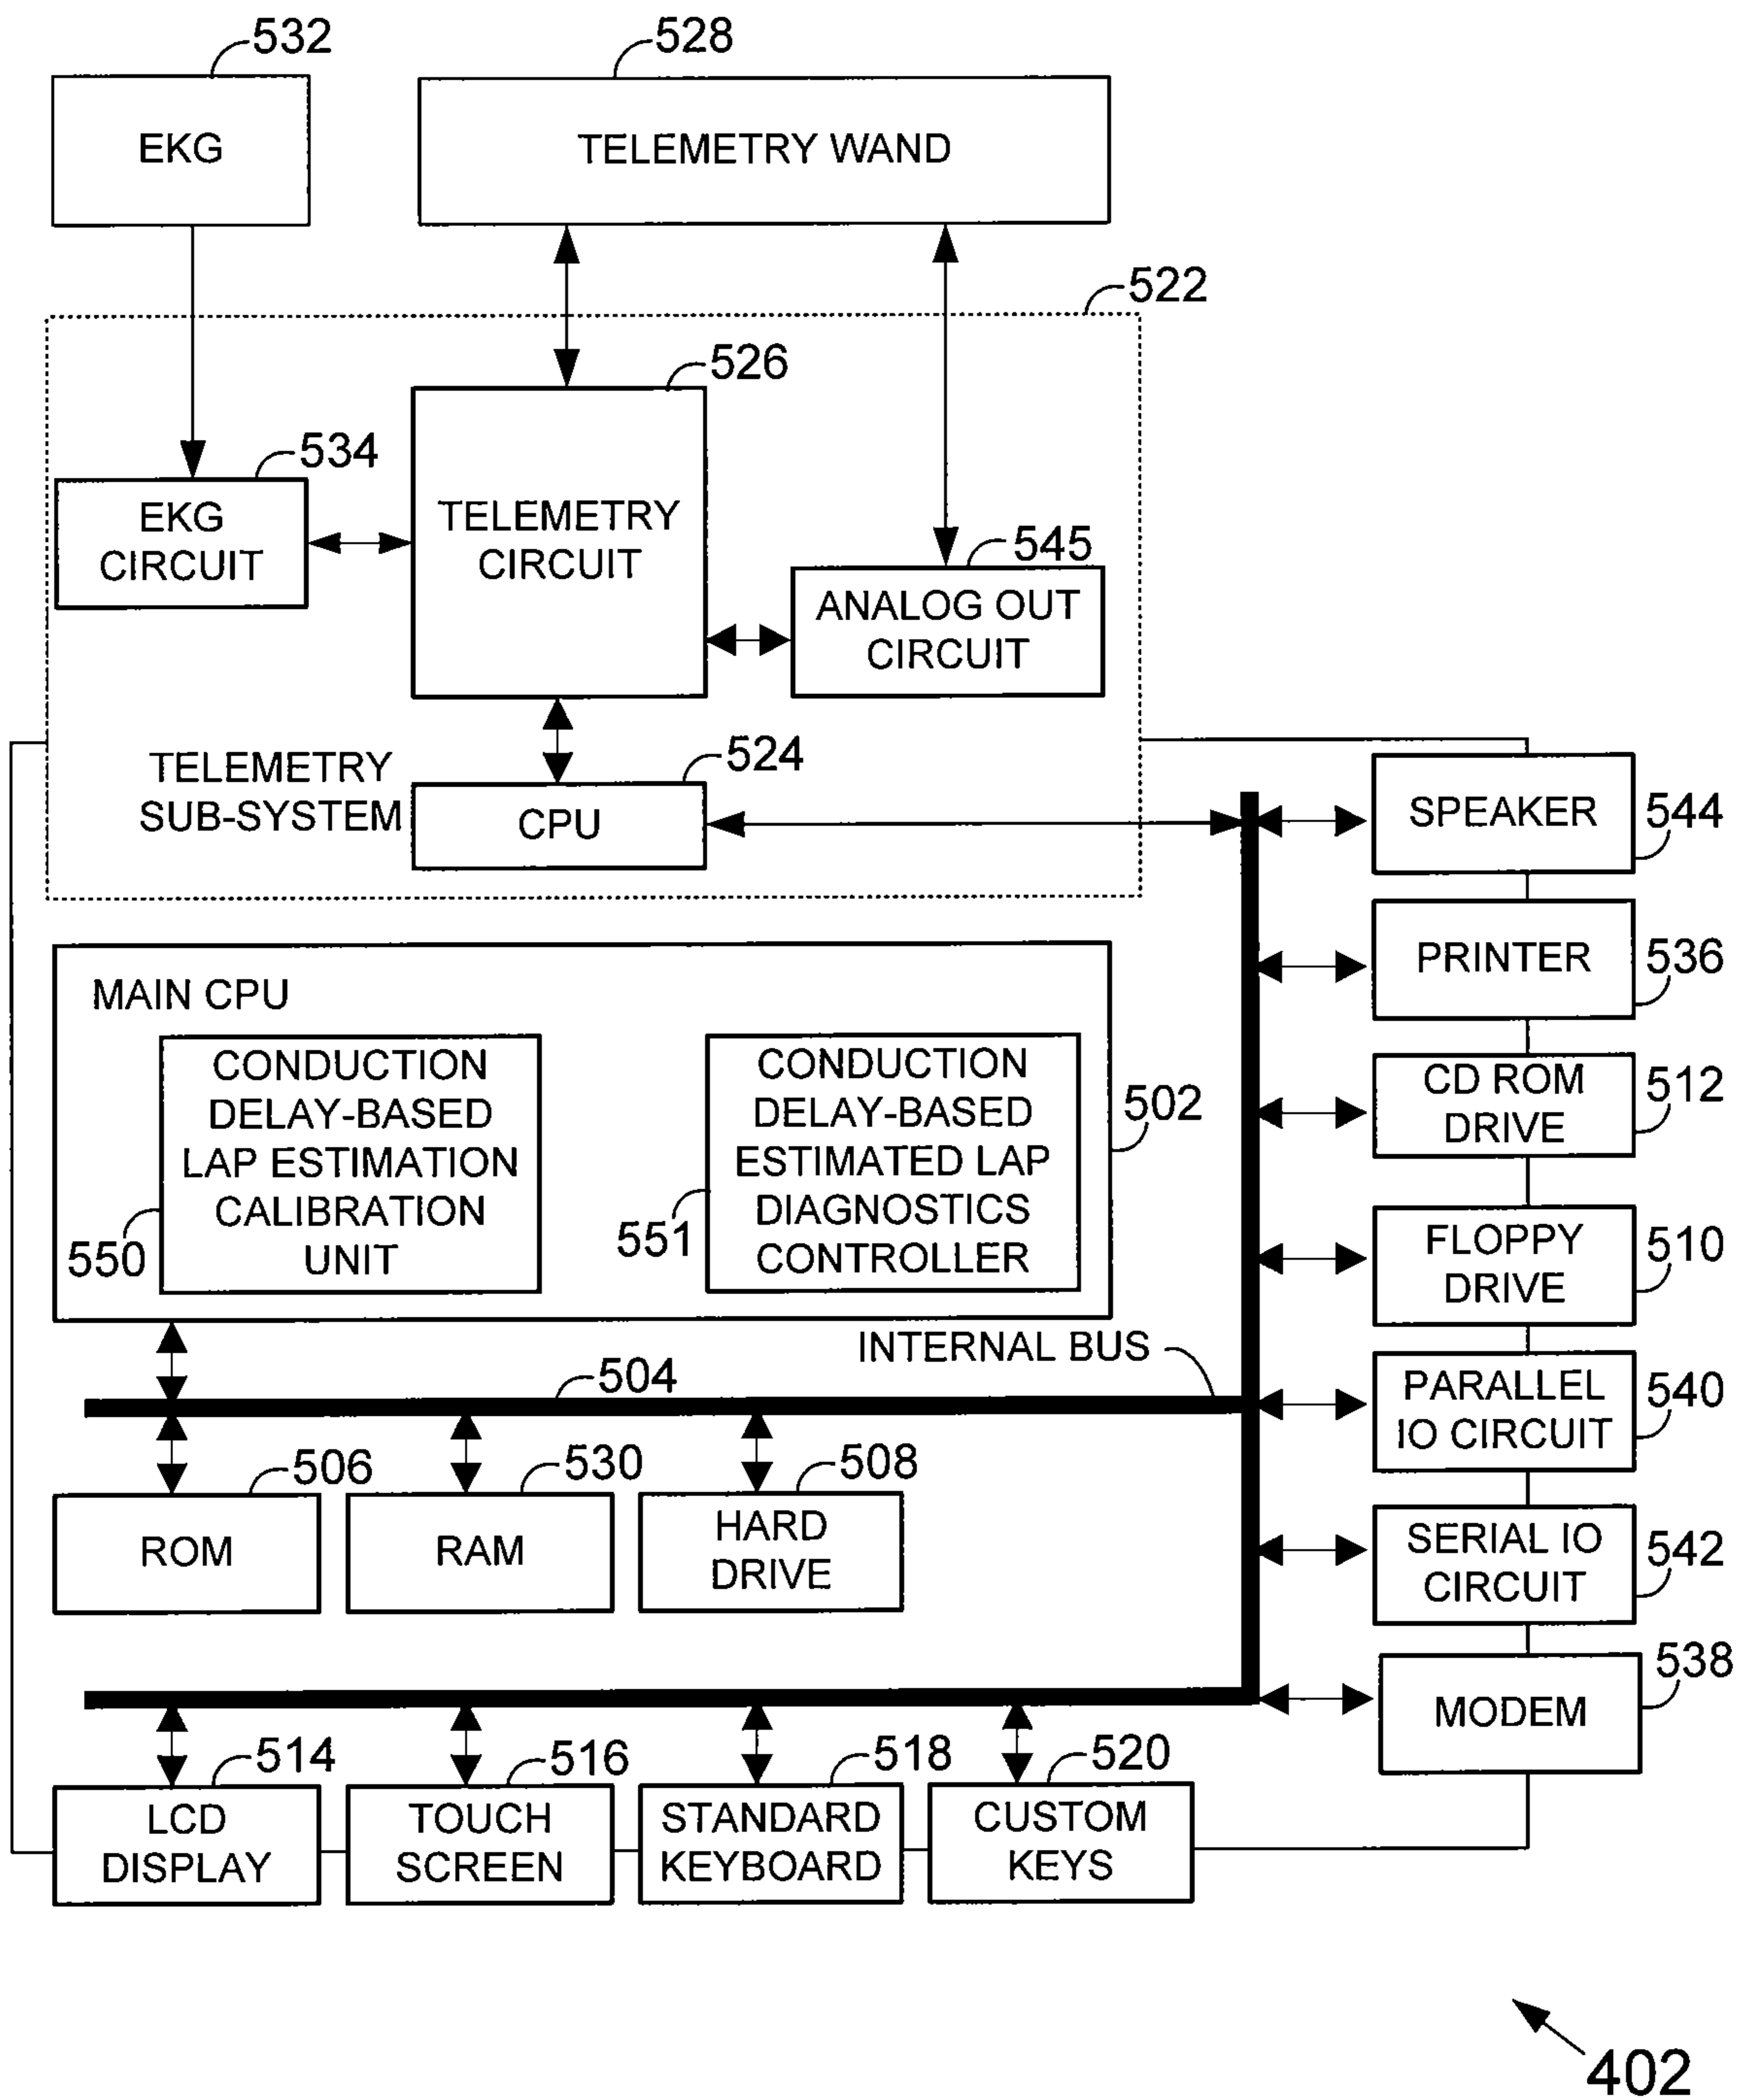 532
528
EKG
TELEMETRY WAND
522
526
534
EKG
CIRCUIT
TELEMETRY
CIRCUIT
545
ANALOG OUT
CIRCUIT
TELEMETRY
SUB-SYSTEM
524
CPU
SPEAKER
544
PRINTER
536
MAIN CPU
CONDUCTION
DELAY-BASED
LAP ESTIMATION
CALIBRATION
UNIT
550
CONDUCTION
DELAY-BASED
ESTIMATED LAP
DIAGNOSTICS
CONTROLLER
551
502
CD ROM
DRIVE
512
FLOPPY
DRIVE
510
INTERNAL BUS
504
PARALLEL
IO CIRCUIT
540
506
530
508
ROM
RAM
HARD
DRIVE
SERIAL IO
CIRCUIT
542
MODEM
538
514
516
518
520
LCD
DISPLAY
TOUCH
SCREEN
STANDARD
KEYBOARD
CUSTOM
KEYS
402